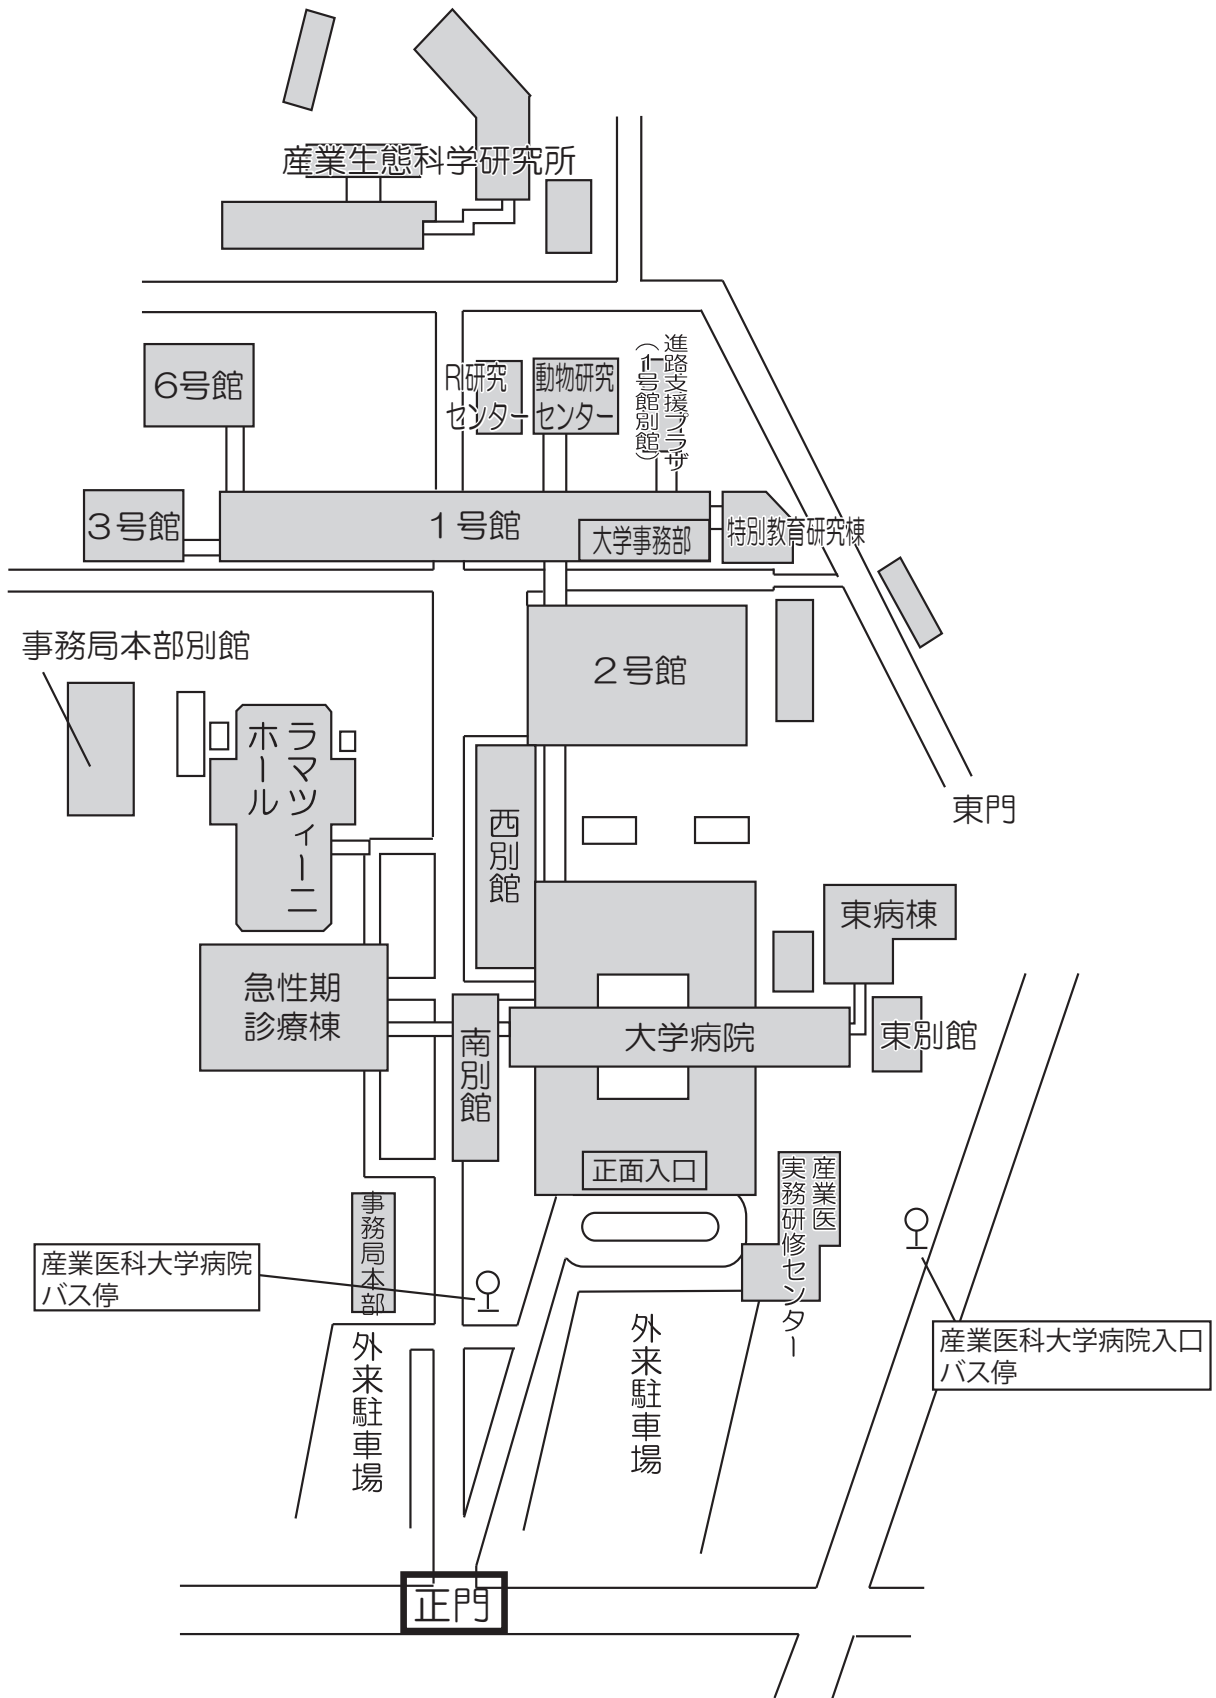 産業生態科学研究所
6号館
RI研究
センター
動物研究
センター
進路支援プラザ
(1号館別館)
3号館
1号館
大学事務部
特別教育研究棟
事務局本部別館
2号館
ラマツィーニ
ホール
東門
西別館
東病棟
急性期
診療棟
南別館
大学病院
東別館
正面入口
産業医
実務研修センター
事務局本部
産業医科大学病院
バス停
産業医科大学病院入口
バス停
外来駐車場
外来駐車場
正門